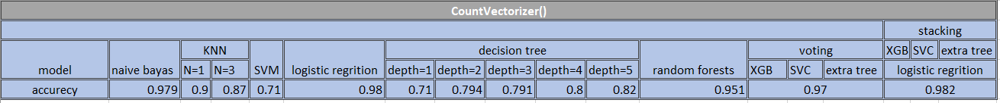 CountVectorizer()
stacking
KNN decision tree voting XGB SVC extra tree
model naive bayas N=1 N=3 SVM logistic regrition depth=1 depth=2 depth=3 depth=4 depth=5 random forests XGB SVC extra tree logistic regrition
accurecy 0.979 0.9 0.87 0.71 0.98 0.71 0.794 0.791 0.8 0.82 0.951 0.97 0.982